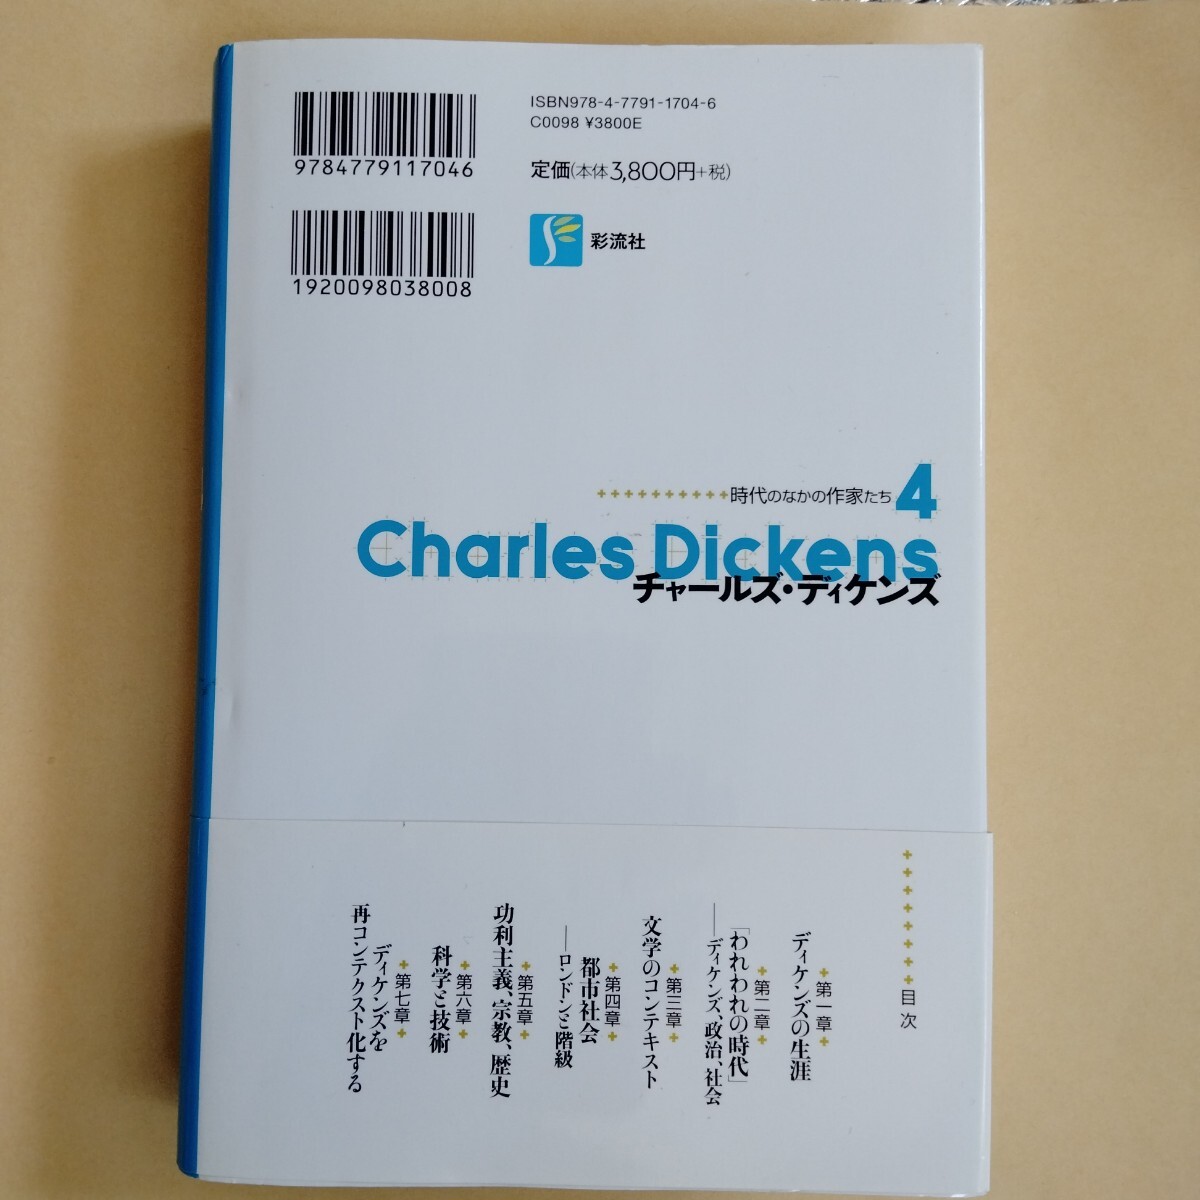 ISBN978-4-7791-1704-6
C0098 ¥3800E
9784779117046
定価(本体3,800円+税)
彩流社
1920098038008
時代のなかの作家たち 4
Charles Dickens
チャールズ・ディケンズ
目次
第一章
ディケンズの生涯
第二章
「われわれの時代」
——ディケンズ、政治、社会
第三章
文学のコンテキスト
第四章
都市社会
——ロンドンと階級
第五章
功利主義、宗教、歴史
第六章
科学と技術
第七章
ディケンズを
再コンテクスト化する